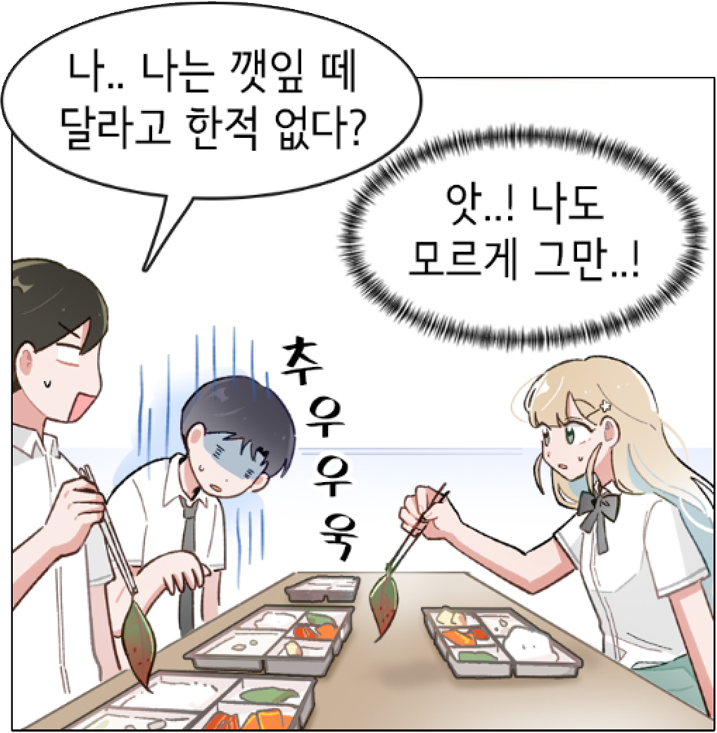 나.. 나는 깻잎 떼
달라고 한적 없다?
앗..! 나도
모르게 그만..!
추
우
우
욱